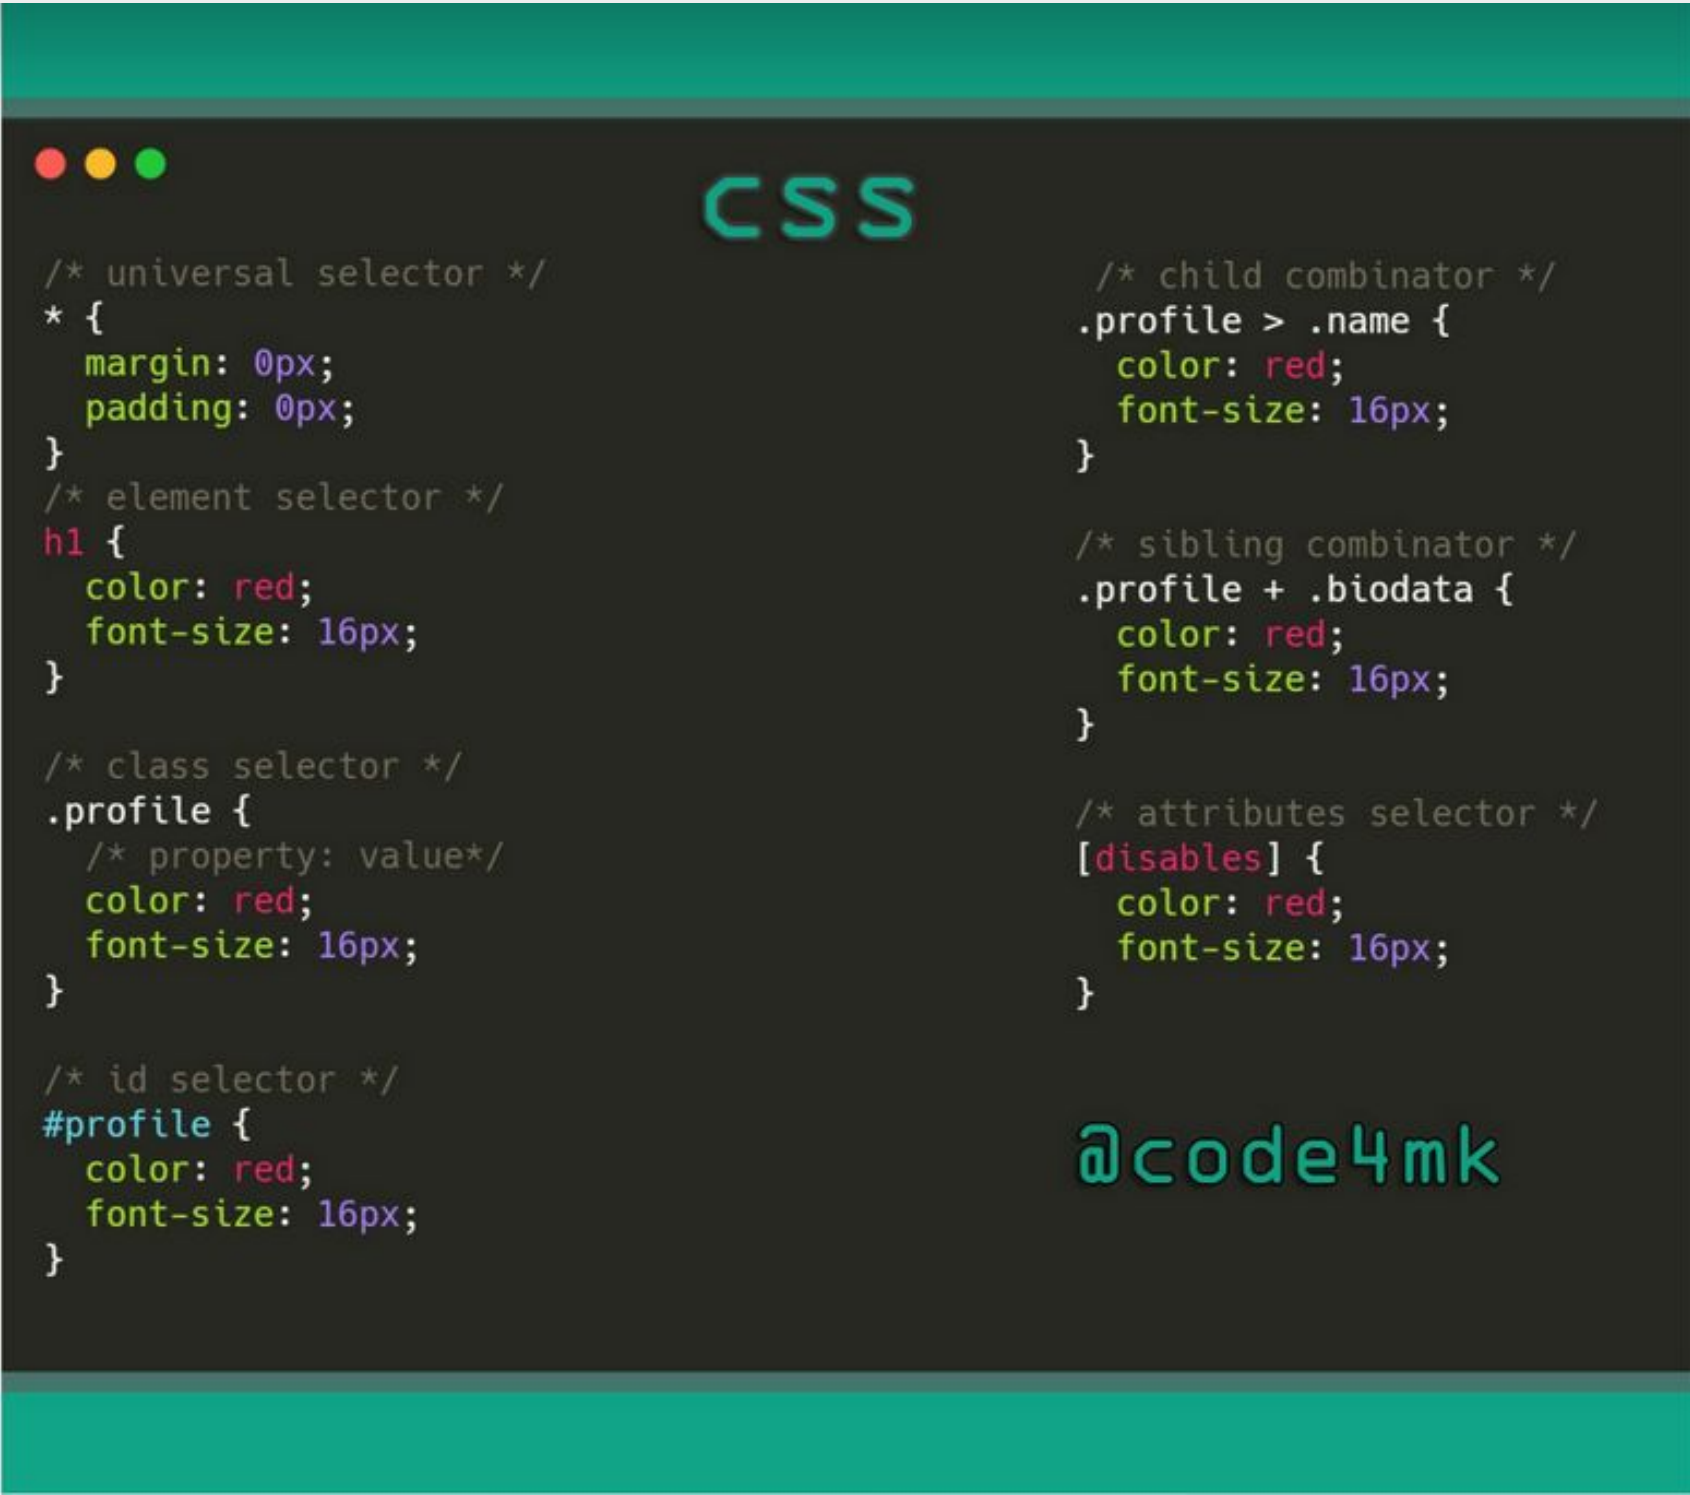 CSS
/* universal selector */
* {
  margin: 0px;
  padding: 0px;
}
/* element selector */
h1 {
  color: red;
  font-size: 16px;
}
/* class selector */
.profile {
  /* property: value*/
  color: red;
  font-size: 16px;
}
/* id selector */
#profile {
  color: red;
  font-size: 16px;
}
/* child combinator */
.profile > .name {
  color: red;
  font-size: 16px;
}
/* sibling combinator */
.profile + .biodata {
  color: red;
  font-size: 16px;
}
/* attributes selector */
[disables] {
  color: red;
  font-size: 16px;
}
@code4mk